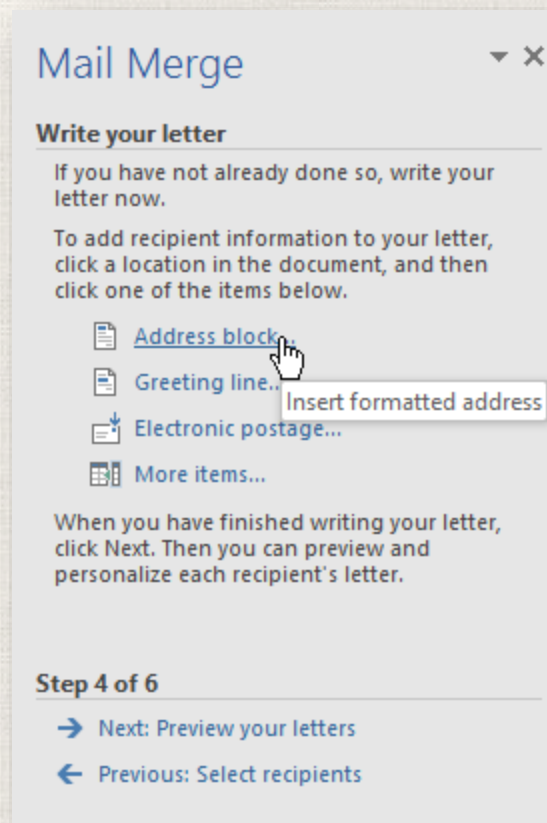 Mail Merge
Write your letter
If you have not already done so, write your
letter now.
To add recipient information to your letter,
click a location in the document, and then
click one of the items below.
Address block...
Greeting line...
Insert formatted address
Electronic postage...
More items...
When you have finished writing your letter,
click Next. Then you can preview and
personalize each recipient's letter.
Step 4 of 6
Next: Preview your letters
Previous: Select recipients